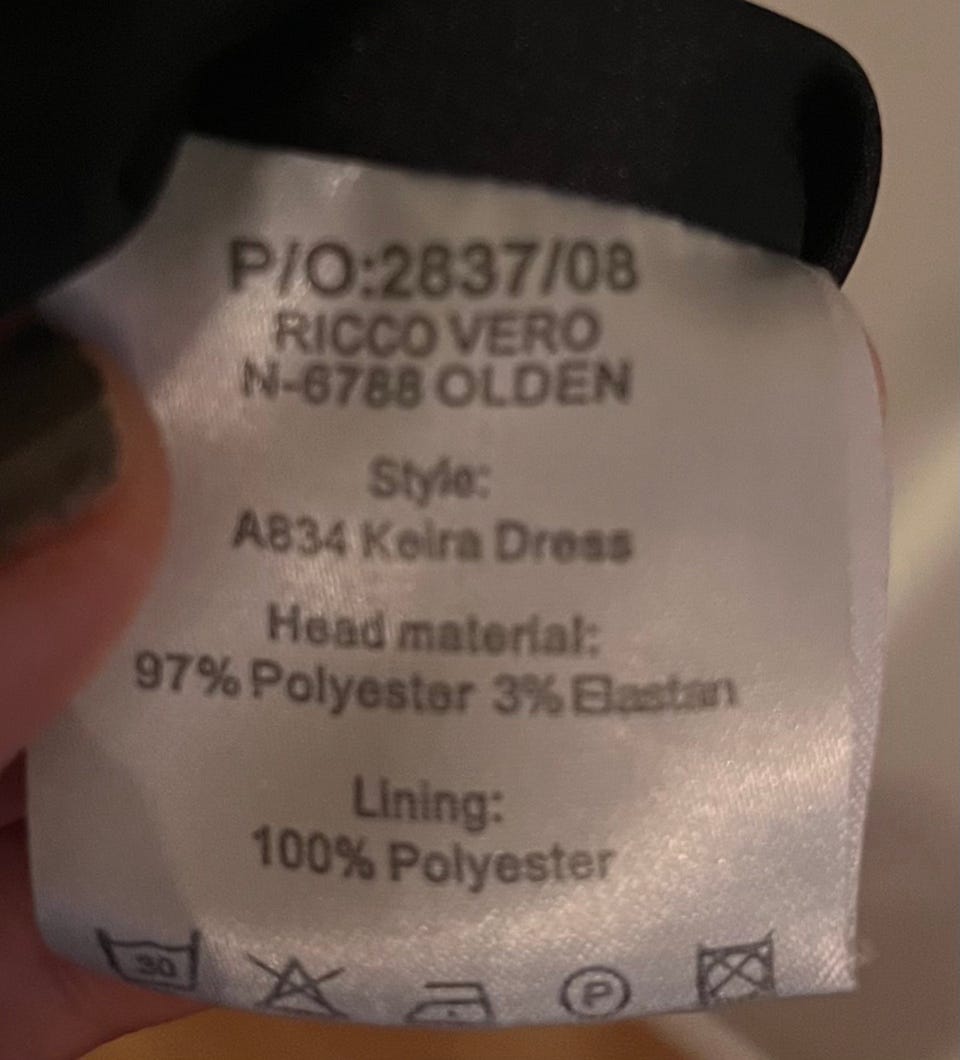 P/O:2837/08
RICCO VERO
N-6788 OLDEN
Style:
A834 Keira Dress
Head material:
97% Polyester 3% Elastan
Lining:
100% Polyester
30
P